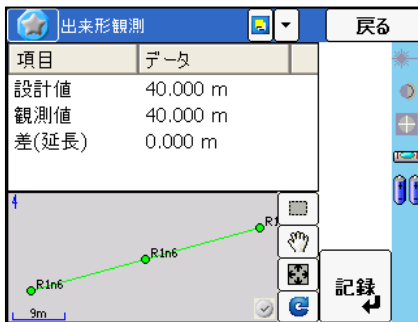 出来形観測
戻る
項目 データ
設計値 40.000 m
観測値 40.000 m
差(延長) 0.000 m
R1
R1n6
R1n6
9m
記録